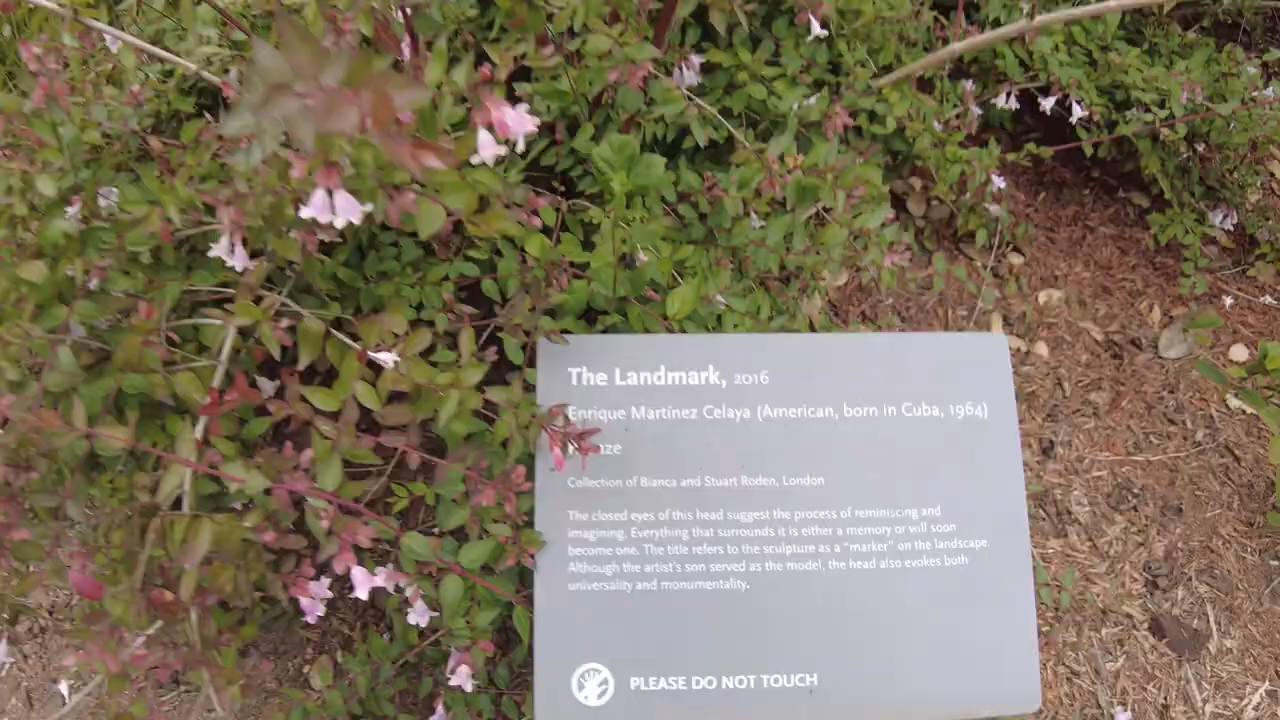 The Landmark, 2016
Enrique Martínez Celaya (American, born in Cuba, 1964)
Collection of Bianca and Stuart Roden, London
The closed eyes of this head suggest the process of reminiscing and
imagining. Everything that surrounds it is either a memory or will soon
become one. The title refers to the sculpture as a “marker” on the landscape.
Although the artist's son served as the model, the head also evokes both
universality and monumentality.
PLEASE DO NOT TOUCH